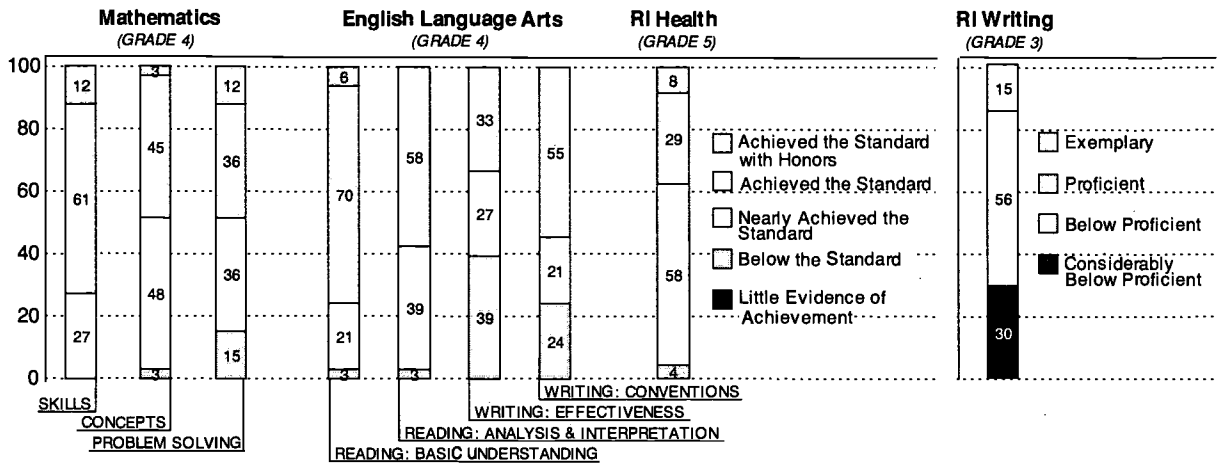 Mathematics
(GRADE 4)
English Language Arts
(GRADE 4)
RI Health
(GRADE 5)
RI Writing
(GRADE 3)
100
80
60
40
20
0
12
61
27
3
45
48
3
12
36
36
15
6
70
21
3
58
39
3
33
27
39
55
21
24
8
29
58
4
Achieved the Standard
with Honors
Achieved the Standard
Nearly Achieved the
Standard
Below the Standard
Little Evidence of
Achievement
15
56
30
Exemplary
Proficient
Below Proficient
Considerably
Below Proficient
SKILLS
CONCEPTS
PROBLEM SOLVING
WRITING: CONVENTIONS
WRITING: EFFECTIVENESS
READING: ANALYSIS & INTERPRETATION
READING: BASIC UNDERSTANDING